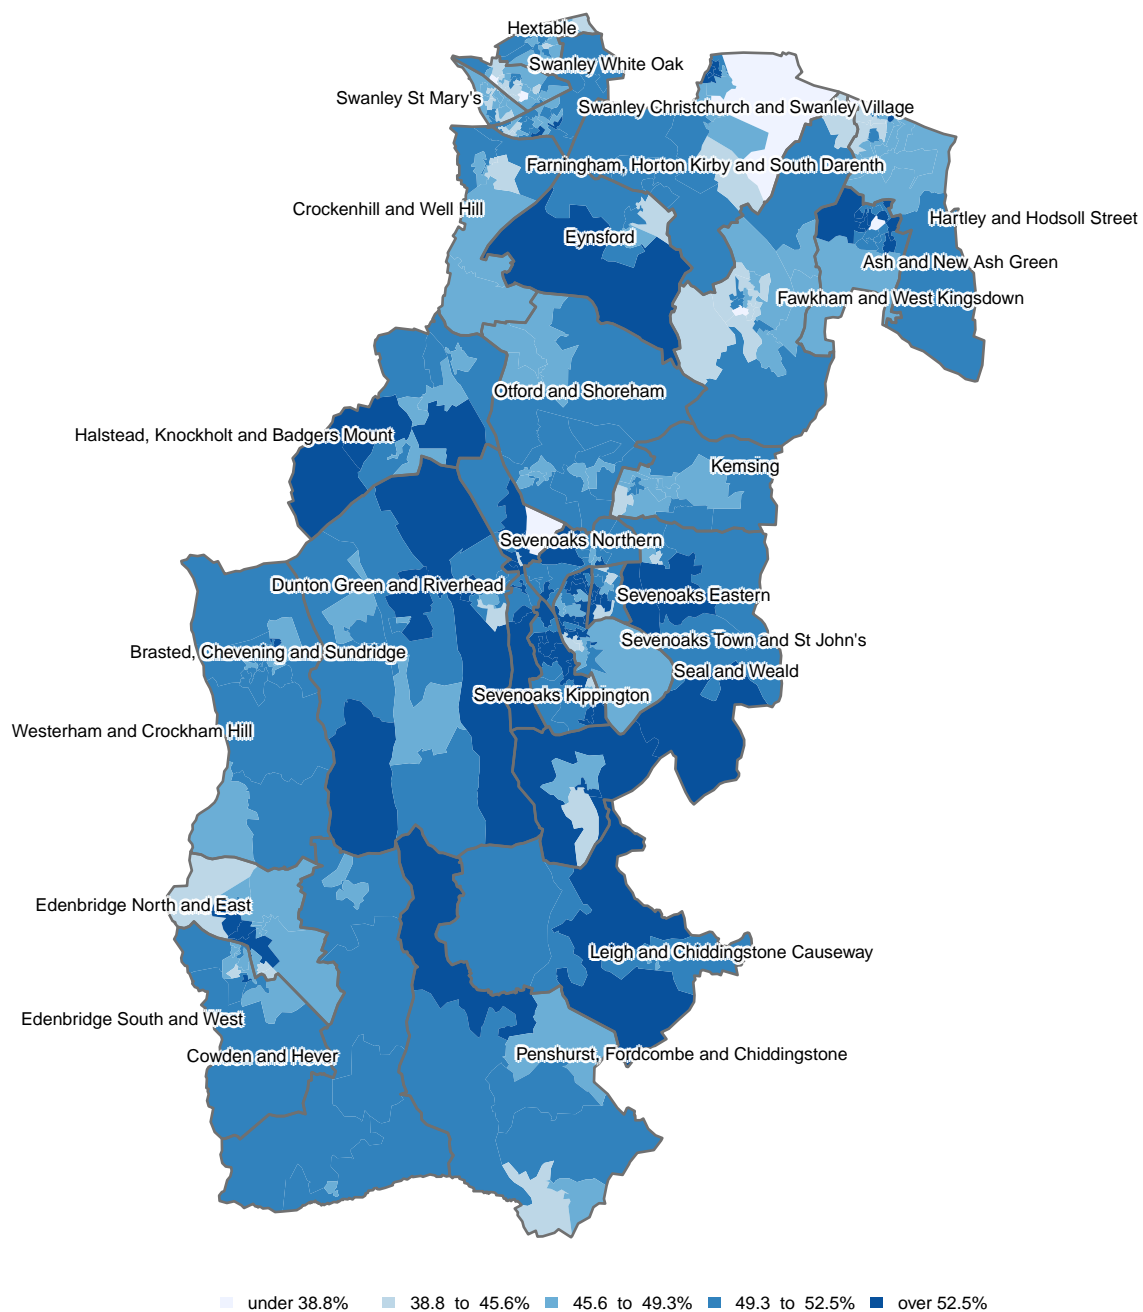 Hextable
Swanley White Oak
Swanley St Mary's
Swanley Christchurch and Swanley Village
Farningham, Horton Kirby and South Darenth
Crockenhill and Well Hill
Hartley and Hodsoll Street
Eynsford
Ash and New Ash Green
Fawkham and West Kingsdown
Otford and Shoreham
Halstead, Knockholt and Badgers Mount
Kemsing
Sevenoaks Northern
Dunton Green and Riverhead
Sevenoaks Eastern
Sevenoaks Town and St John's
Brasted, Chevening and Sundridge
Seal and Weald
Sevenoaks Kippington
Westerham and Crockham Hill
Edenbridge North and East
Leigh and Chiddingstone Causeway
Edenbridge South and West
Penshurst, Fordcombe and Chiddingstone
Cowden and Hever
under 38.8% 38.8 to 45.6% 45.6 to 49.3% 49.3 to 52.5% over 52.5%